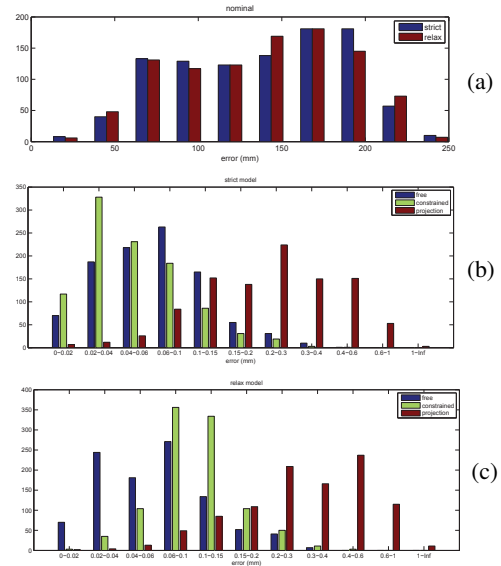 nominal
200
150
100
50
0
0 50 100 150 200 250
error (mm)
strict
relax
(a)
strict model
350
300
250
200
150
100
50
0
0−0.02 0.02−0.04 0.04−0.06 0.06−0.1 0.1−0.15 0.15−0.2 0.2−0.3 0.3−0.4 0.4−0.6 0.6−1 1−Inf
error (mm)
free
constrained
projection
(b)
relax model
400
350
300
250
200
150
100
50
0
0−0.02 0.02−0.04 0.04−0.06 0.06−0.1 0.1−0.15 0.15−0.2 0.2−0.3 0.3−0.4 0.4−0.6 0.6−1 1−Inf
error (mm)
free
constrained
projection
(c)